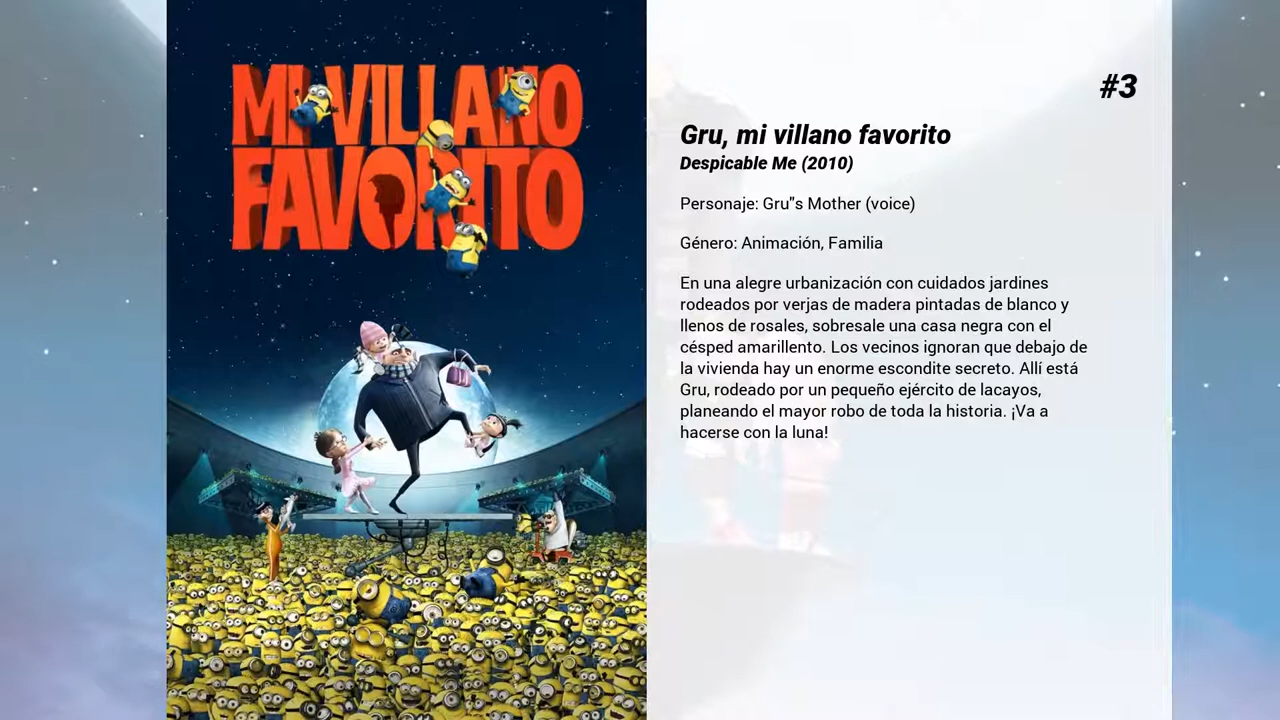 MI VILLANO
FAVORITO
#3
Gru, mi villano favorito
Despicable Me (2010)
Personaje: Gru"s Mother (voice)
Género: Animación, Familia
En una alegre urbanización con cuidados jardines
rodeados por verjas de madera pintadas de blanco y
llenos de rosales, sobresale una casa negra con el
césped amarillento. Los vecinos ignoran que debajo de
la vivienda hay un enorme escondite secreto. Allí está
Gru, rodeado por un pequeño ejército de lacayos,
planeando el mayor robo de toda la historia. ¡Va a
hacerse con la luna!